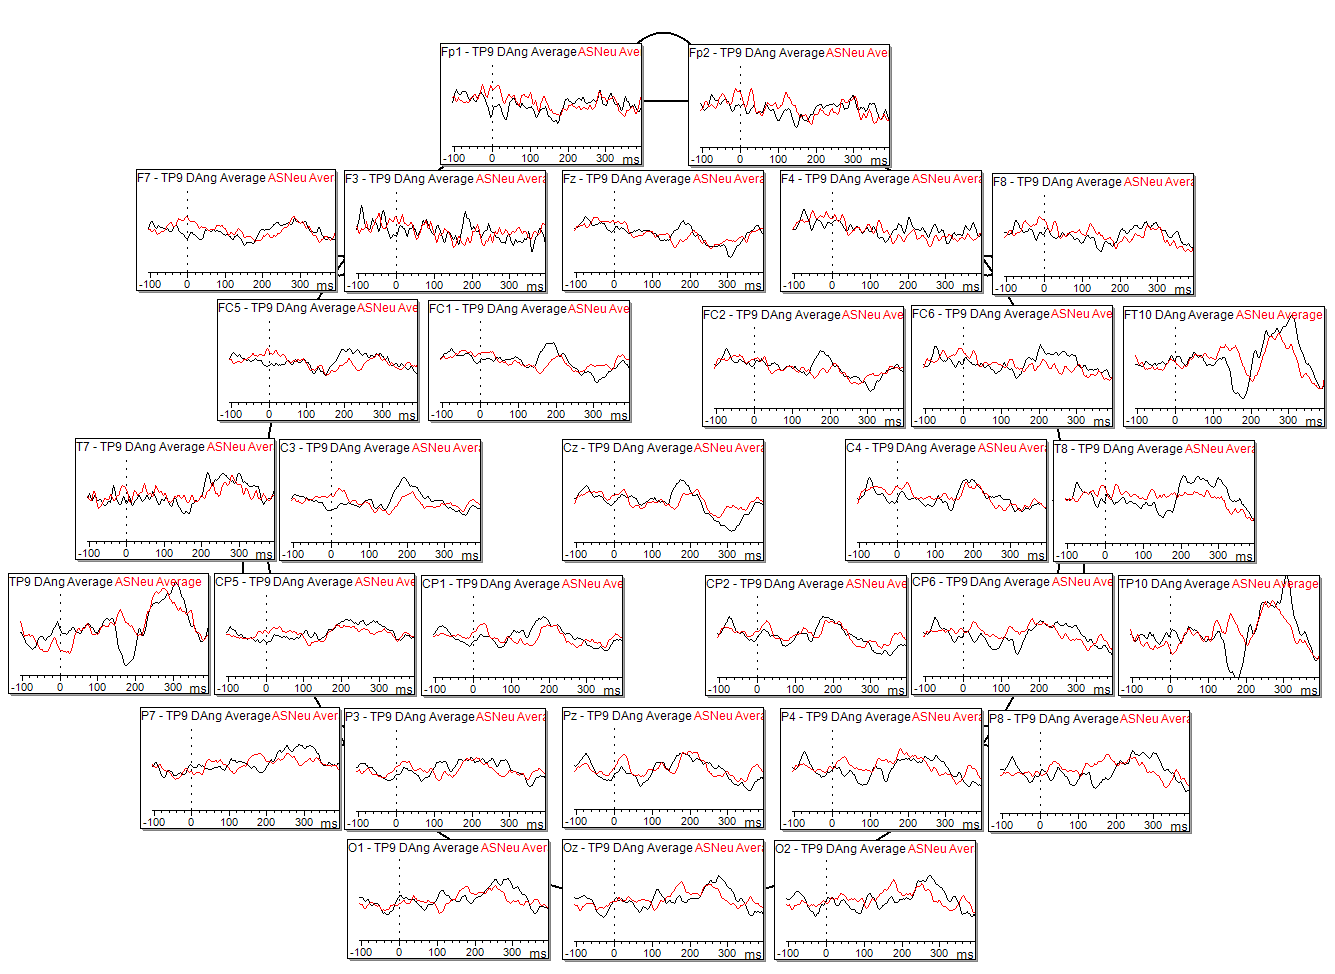 Fp1 - TP9 DAng Average ASNeu Ave
-100 0 100 200 300 ms
Fp2 - TP9 DAng Average ASNeu Ave
-100 0 100 200 300 ms
F7 - TP9 DAng Average ASNeu Aver
-100 0 100 200 300 ms
F3 - TP9 DAng Average ASNeu Avera
-100 0 100 200 300 ms
Fz - TP9 DAng Average ASNeu Avera
-100 0 100 200 300 ms
F4 - TP9 DAng Average ASNeu Avera
-100 0 100 200 300 ms
F8 - TP9 DAng Average ASNeu Avera
-100 0 100 200 300 ms
FC5 - TP9 DAng Average ASNeu Ave
-100 0 100 200 300 ms
FC1 - TP9 DAng Average ASNeu Ave
-100 0 100 200 300 ms
FC2 - TP9 DAng Average ASNeu Ave
-100 0 100 200 300 ms
FC6 - TP9 DAng Average ASNeu Ave
-100 0 100 200 300 ms
FT10 DAng Average ASNeu Average
-100 0 100 200 300 ms
T7 - TP9 DAng Average ASNeu Aver
-100 0 100 200 300 ms
C3 - TP9 DAng Average ASNeu Avera
-100 0 100 200 300 ms
Cz - TP9 DAng Average ASNeu Avera
-100 0 100 200 300 ms
C4 - TP9 DAng Average ASNeu Avera
-100 0 100 200 300 ms
T8 - TP9 DAng Average ASNeu Avera
-100 0 100 200 300 ms
TP9 DAng Average ASNeu Average
-100 0 100 200 300 ms
CP5 - TP9 DAng Average ASNeu Ave
-100 0 100 200 300 ms
CP1 - TP9 DAng Average ASNeu Ave
-100 0 100 200 300 ms
CP2 - TP9 DAng Average ASNeu Ave
-100 0 100 200 300 ms
CP6 - TP9 DAng Average ASNeu Ave
-100 0 100 200 300 ms
TP10 DAng Average ASNeu Average
-100 0 100 200 300 ms
P7 - TP9 DAng Average ASNeu Aver
-100 0 100 200 300 ms
P3 - TP9 DAng Average ASNeu Avera
-100 0 100 200 300 ms
Pz - TP9 DAng Average ASNeu Avera
-100 0 100 200 300 ms
P4 - TP9 DAng Average ASNeu Avera
-100 0 100 200 300 ms
P8 - TP9 DAng Average ASNeu Avera
-100 0 100 200 300 ms
O1 - TP9 DAng Average ASNeu Aver
-100 0 100 200 300 ms
Oz - TP9 DAng Average ASNeu Aver
-100 0 100 200 300 ms
O2 - TP9 DAng Average ASNeu Aver
-100 0 100 200 300 ms